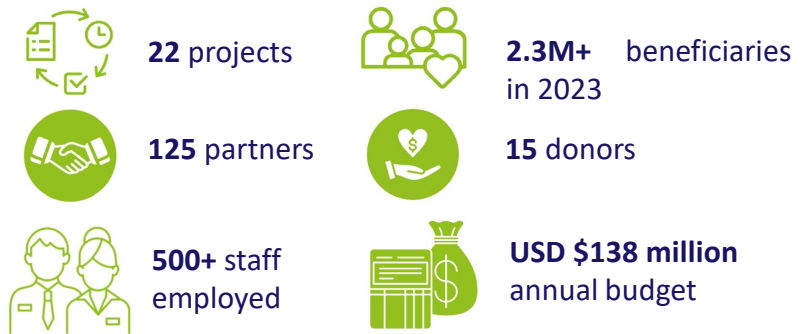 22 projects
2.3M+ beneficiaries
in 2023
125 partners
15 donors
500+ staff
employed
USD $138 million
annual budget
$
$